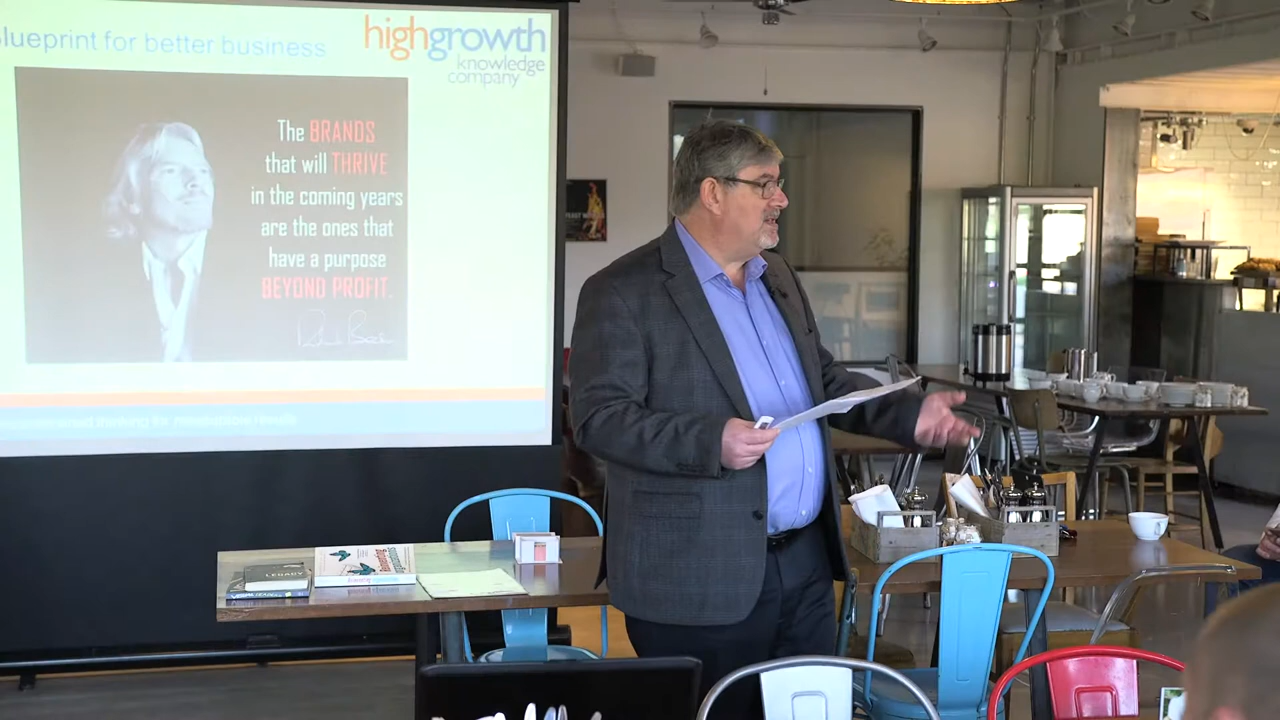 Blueprint for better business
highgrowth
knowledge
company
The BRANDS
that will THRIVE
in the coming years
are the ones that
have a purpose
BEYOND PROFIT.
LEGACY